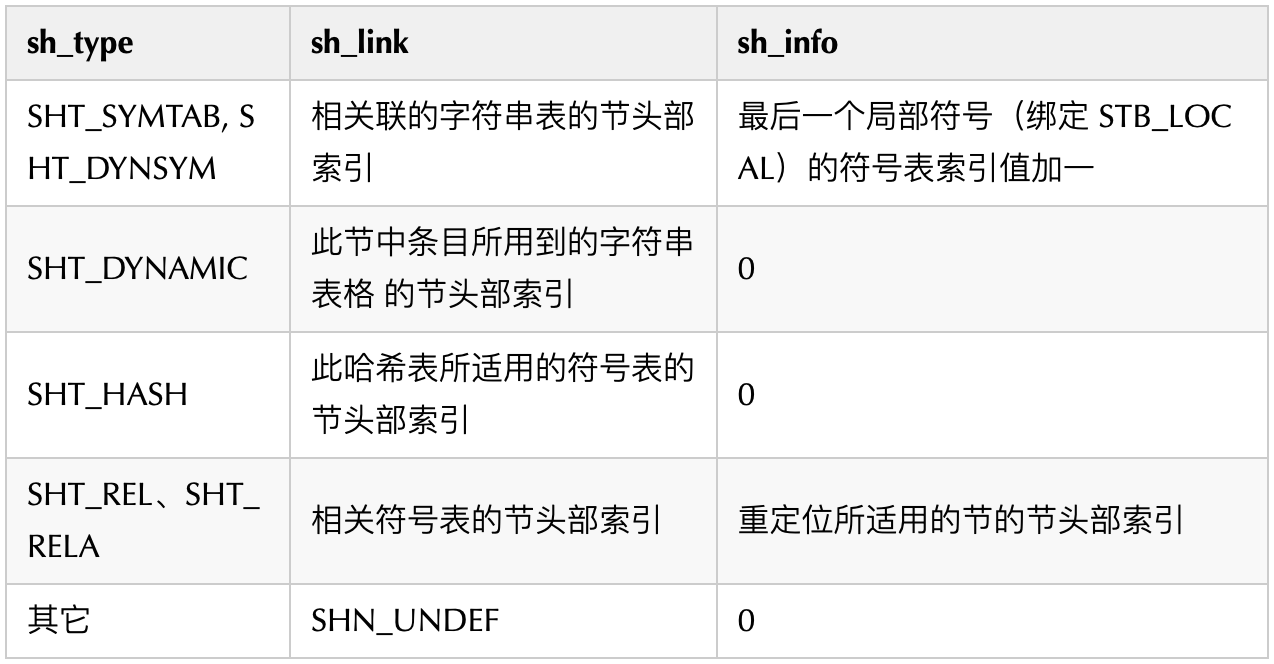 sh_type
sh_link
sh_info
SHT_SYMTAB, S
HT_DYNSYM
相关联的字符串表的节头部
索引
最后一个局部符号（绑定 STB_LOC
AL）的符号表索引值加一
SHT_DYNAMIC
此节中条目所用到的字符串
表格 的节头部索引
0
SHT_HASH
此哈希表所适用的符号表的
节头部索引
0
SHT_REL、SHT_
RELA
相关符号表的节头部索引
重定位所适用的节的节头部索引
其它
SHN_UNDEF
0